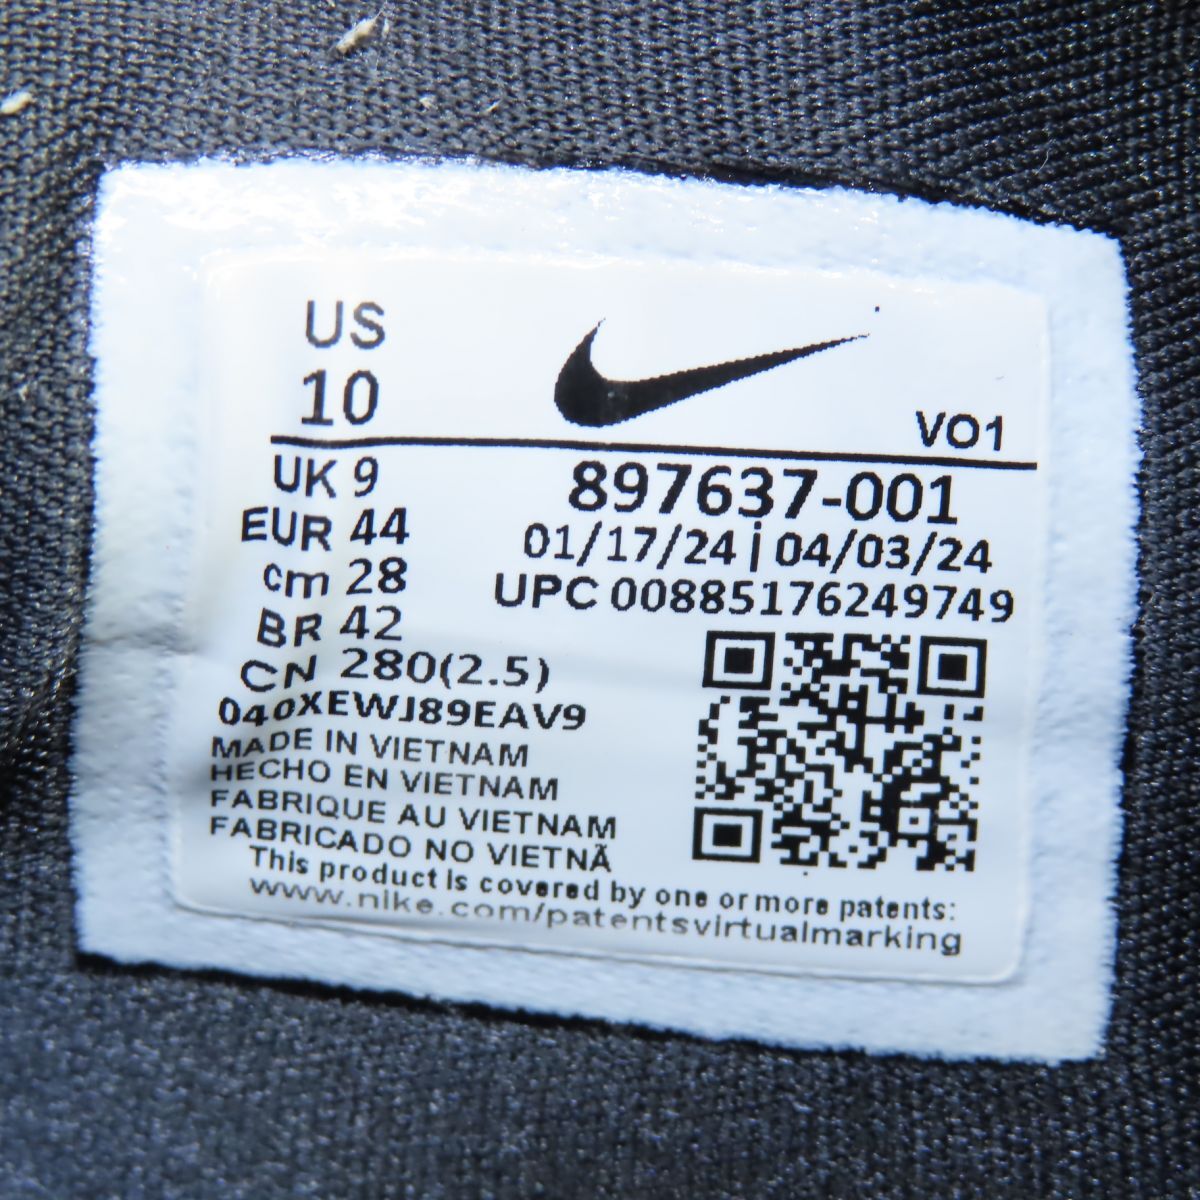 US
10
VO1
UK 9
897637-001
EUR 44
01/17/24 | 04/03/24
cm 28
UPC 00885176249749
BR 42
CN 280(2.5)
040XEWJ89EAV9
MADE IN VIETNAM
HECHO EN VIETNAM
FABRIQUE AU VIETNAM
FABRICADO NO VIETNÃ
This product is covered by one or more patents:
www.nike.com/patentsvirtualmarking